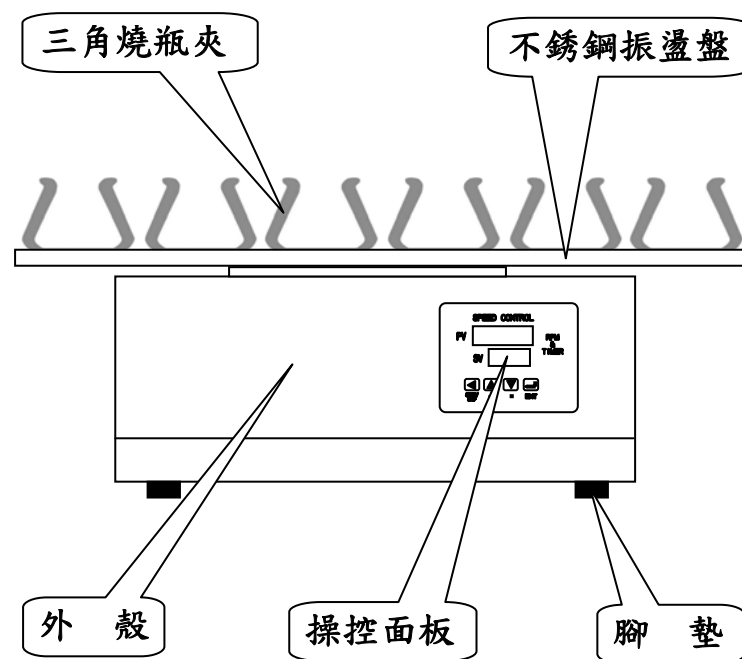 三角燒瓶夾
不銹鋼振盪盤
SPEED CONTROL
PV
RPM
&
TIMER
SV
外 殼
操控面板
腳 墊